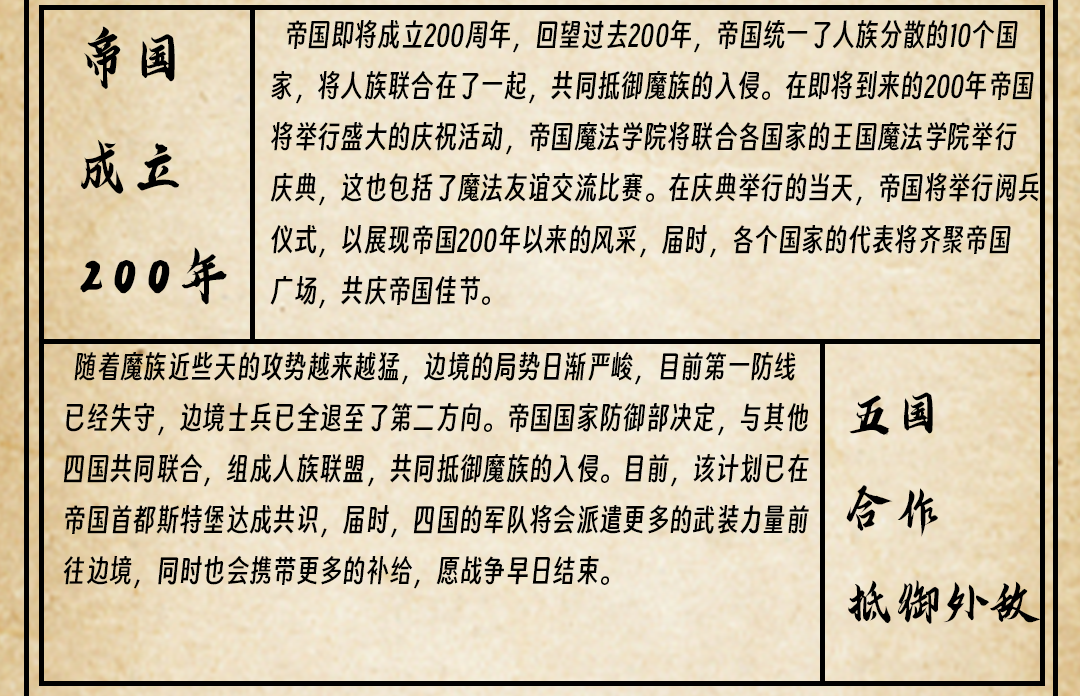 帝国
成立
200年
帝国即将成立200周年，回望过去200年，帝国统一了人族分散的10个国
家，将人族联合在了一起，共同抵御魔族的入侵。在即将到来的200年帝国
将举行盛大的庆祝活动，帝国魔法学院将联合各国家的王国魔法学院举行
庆典，这也包括了魔法友谊交流比赛。在庆典举行的当天，帝国将举行阅兵
仪式，以展现帝国200年以来的风采，届时，各个国家的代表将齐聚帝国
广场，共庆帝国佳节。
随着魔族近些天的攻势越来越猛，边境的局势日渐严峻，目前第一防线
已经失守，边境士兵已全退至了第二方向。帝国国家防御部决定，与其他
四国共同联合，组成人族联盟，共同抵御魔族的入侵。目前，该计划已在
帝国首都斯特堡达成共识，届时，四国的军队将会派遣更多的武装力量前
往边境，同时也会携带更多的补给，愿战争早日结束。
五国
合作
抵御外敌